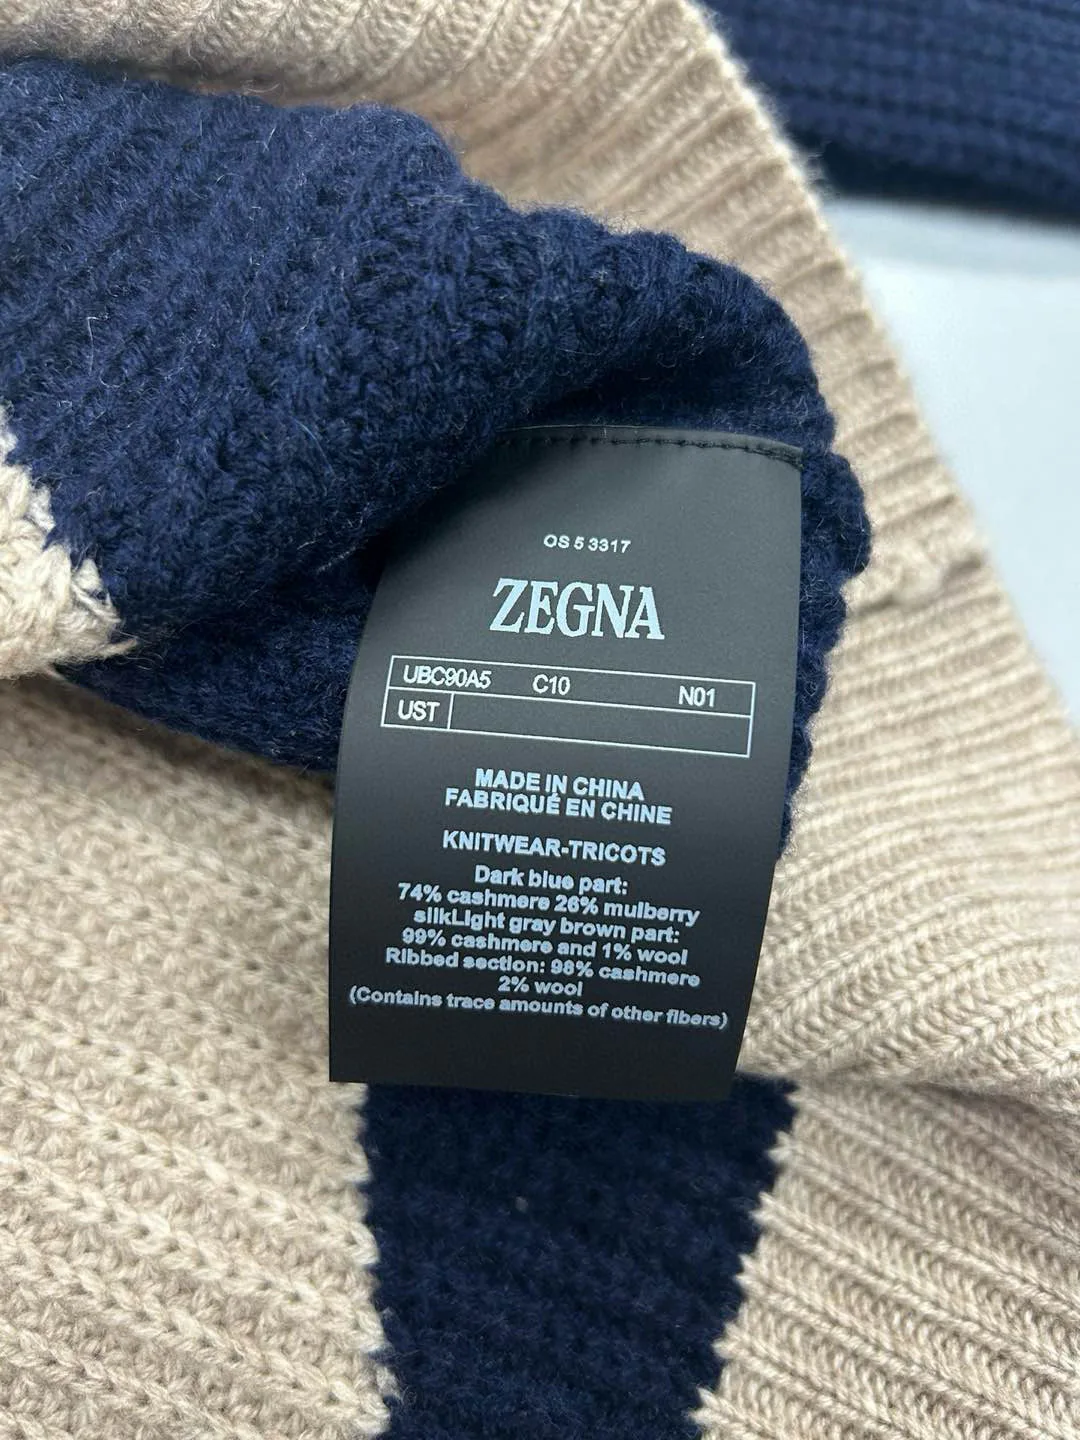 OS 5 3317
ZEGNA
UBC90A5 C10 N01
UST
MADE IN CHINA
FABRIQUÉ EN CHINE
KNITWEAR-TRICOTS
Dark blue part:
74% cashmere 26% mulberry
silkLight gray brown part:
99% cashmere and 1% wool
Ribbed section: 98% cashmere
2% wool
(Contains trace amounts of other fibers)